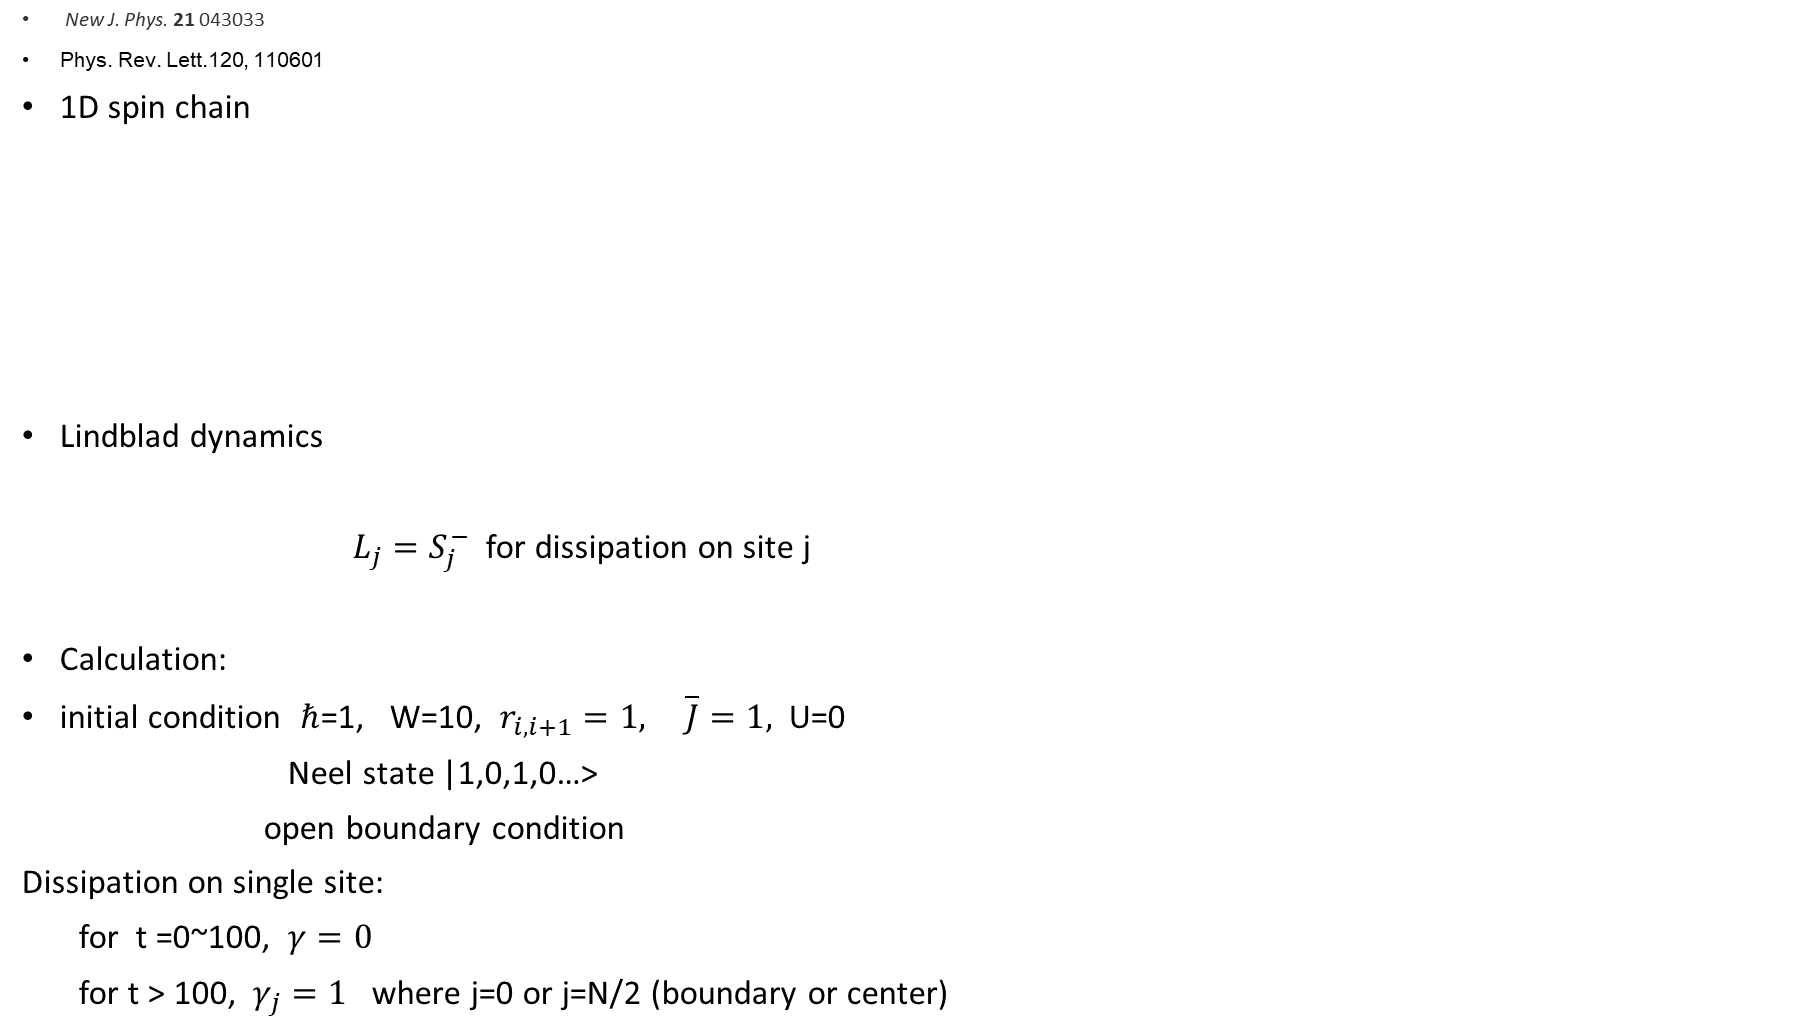 • New J. Phys. 21 043033
• Phys. Rev. Lett.120, 110601
• 1D spin chain
• Lindblad dynamics
L_j = S_j^− for dissipation on site j
• Calculation:
• initial condition ℏ=1, W=10, r_{i,i+1} = 1, J̄ = 1, U=0
Neel state |1,0,1,0…>
open boundary condition
Dissipation on single site:
for t =0~100, γ = 0
for t > 100, γ_j = 1 where j=0 or j=N/2 (boundary or center)